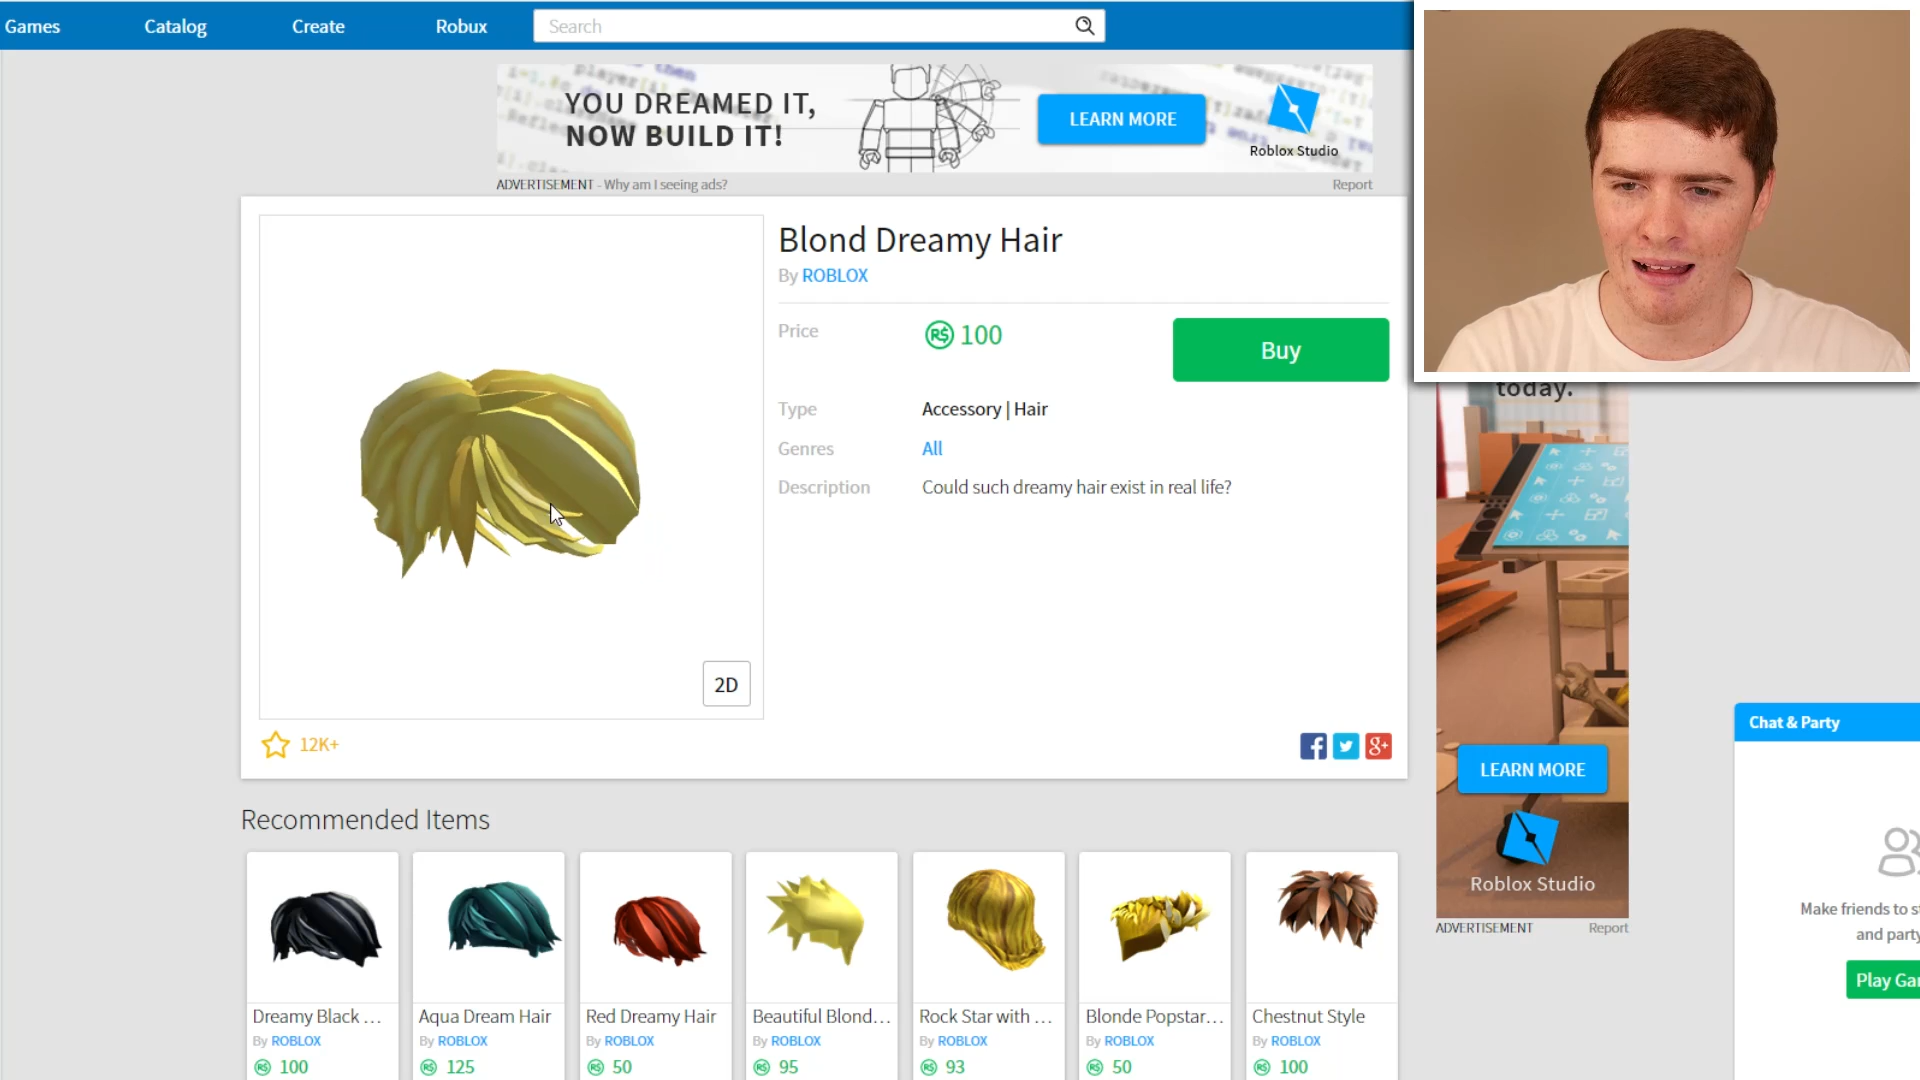 Games Catalog Create Robux Search
YOU DREAMED IT,
NOW BUILD IT!
LEARN MORE
Roblox Studio
ADVERTISEMENT - Why am I seeing ads? Report
Blond Dreamy Hair
By ROBLOX
Price R$ 100 Buy
Type Accessory | Hair
Genres All
Description Could such dreamy hair exist in real life?
2D
12K+
today.
LEARN MORE
Roblox Studio
ADVERTISEMENT Report
Chat & Party
Make friends to
and party
Play
Recommended Items
Dreamy Black ... Aqua Dream Hair Red Dreamy Hair Beautiful Blond... Rock Star with ... Blonde Popstar... Chestnut Style
By ROBLOX By ROBLOX By ROBLOX By ROBLOX By ROBLOX By ROBLOX By ROBLOX
R$ 100 R$ 125 R$ 50 R$ 95 R$ 93 R$ 50 R$ 100